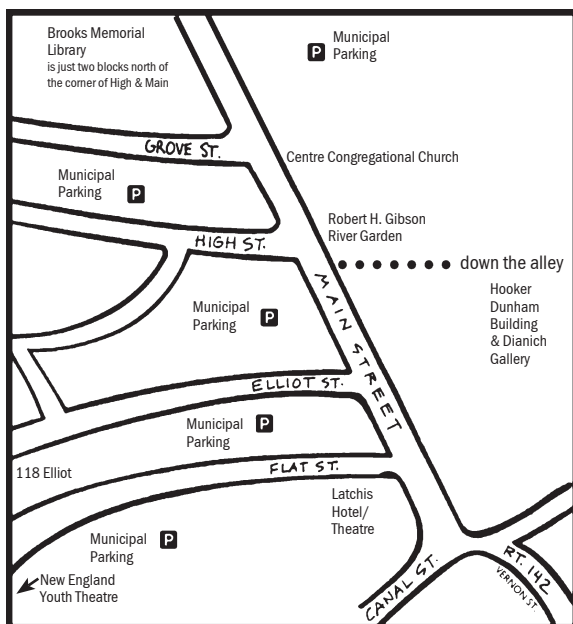 Brooks Memorial
Library
is just two blocks north of
the corner of High & Main
P Municipal
Parking
GROVE ST.
Centre Congregational Church
Municipal
Parking P
Robert H. Gibson
River Garden
HIGH ST.
down the alley
MAIN STREET
Hooker
Dunham
Building
& Dianich
Gallery
Municipal
Parking P
ELLIOT ST.
Municipal
Parking P
118 Elliot
FLAT ST.
Latchis
Hotel/
Theatre
Municipal
Parking P
New England
Youth Theatre
CANAL ST.
RT. 142
VERNON ST.